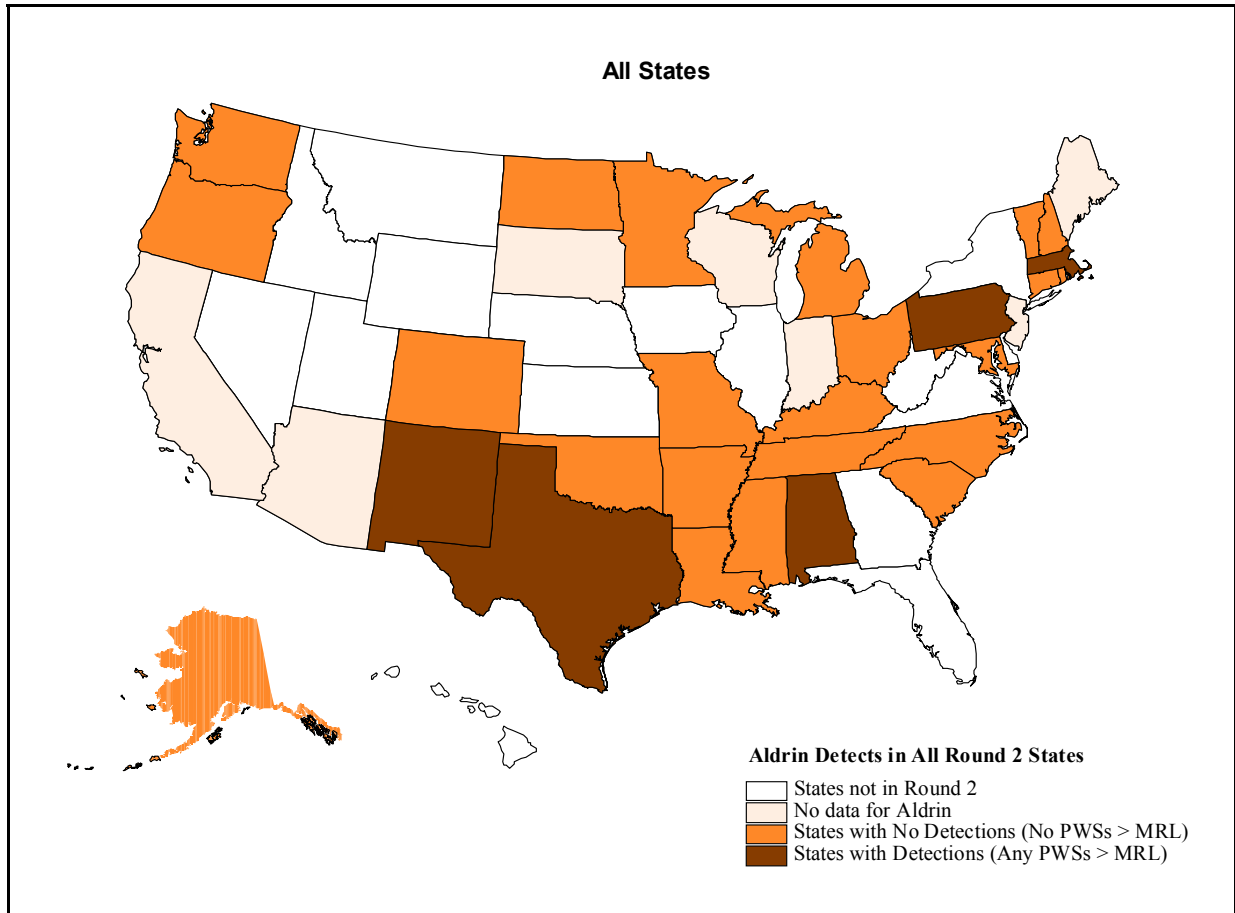 All States
Aldrin Detects in All Round 2 States
States not in Round 2
No data for Aldrin
States with No Detections (No PWSs > MRL)
States with Detections (Any PWSs > MRL)